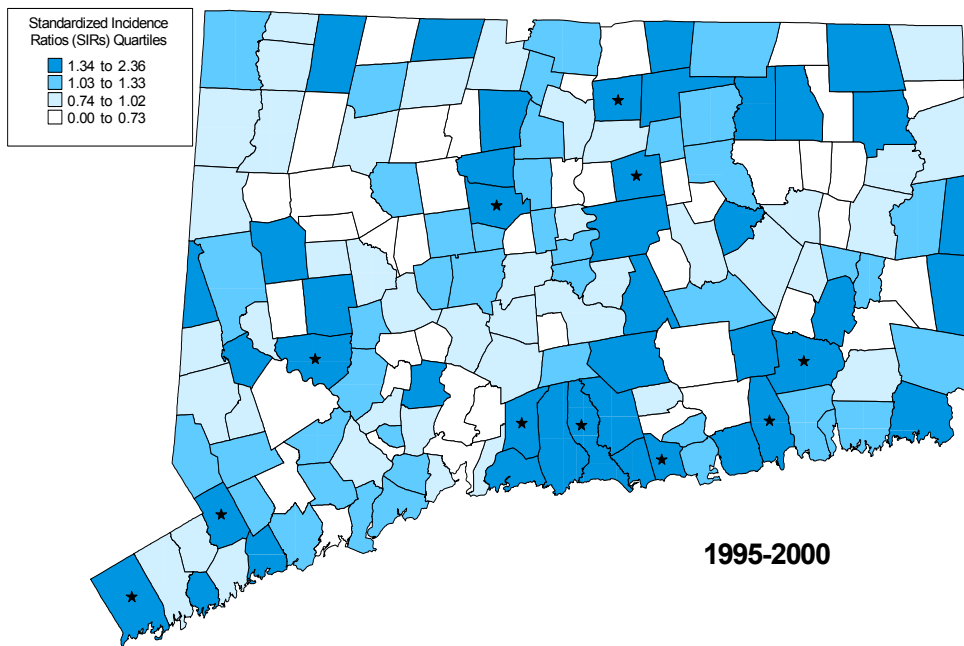 Standardized Incidence
Ratios (SIRs) Quartiles
1.34 to 2.36
1.03 to 1.33
0.74 to 1.02
0.00 to 0.73
1995-2000